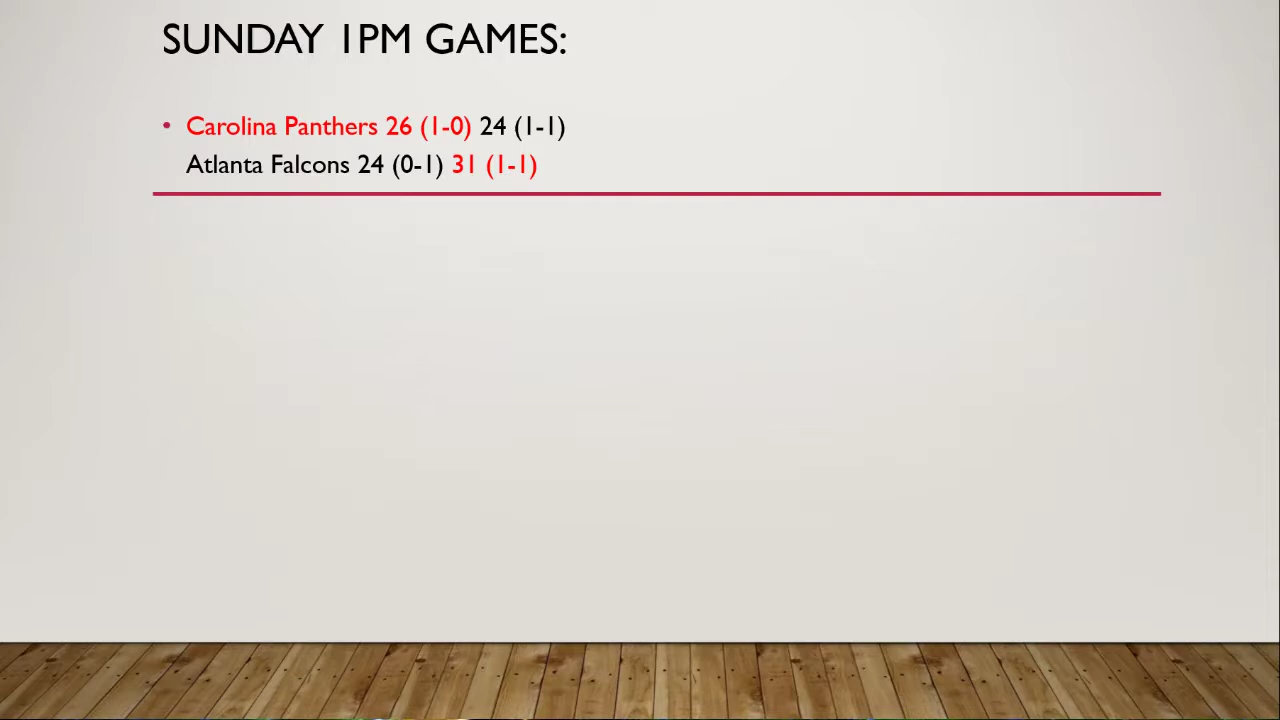 SUNDAY 1PM GAMES:
• Carolina Panthers 26 (1-0) 24 (1-1)
Atlanta Falcons 24 (0-1) 31 (1-1)